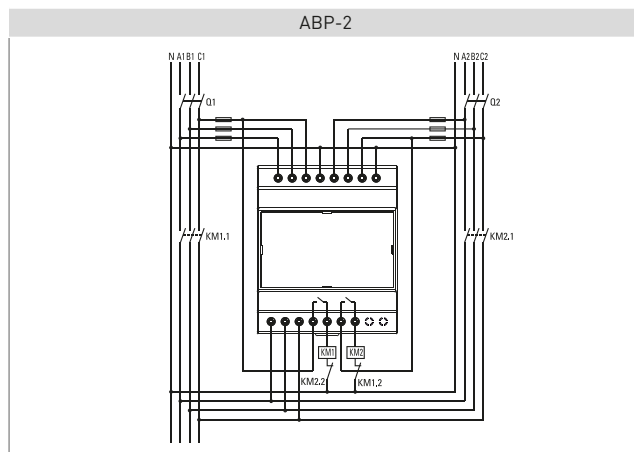 АВР-2
N A1 B1 C1
N A2 B2 C2
Q1
Q2
KM1.1
KM2.1
KM1
KM2
KM2.2
KM1.2